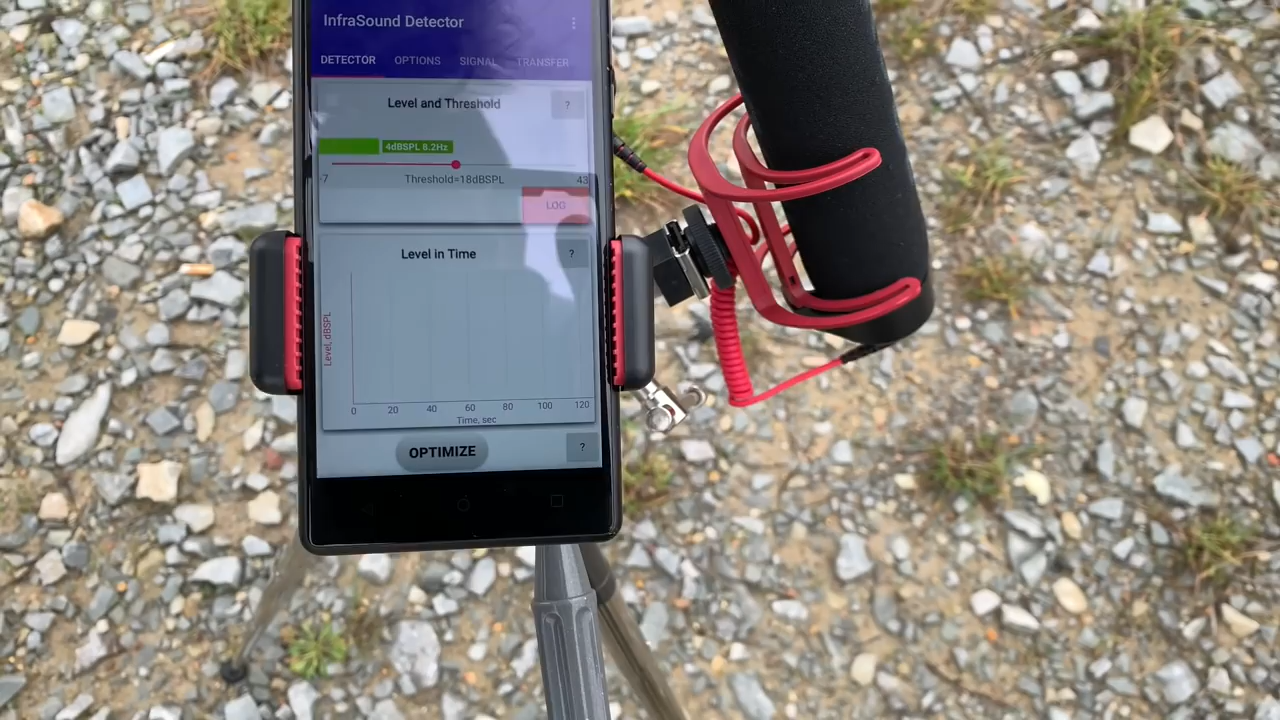 InfraSound Detector
DETECTOR OPTIONS SIGNAL TRANSFER
Level and Threshold ?
4dBSPL 8.2Hz
-7 Threshold=18dBSPL 43
LOG
Level in Time ?
Level, dBSPL
0 20 40 60 80 100 120
Time, sec
OPTIMIZE ?